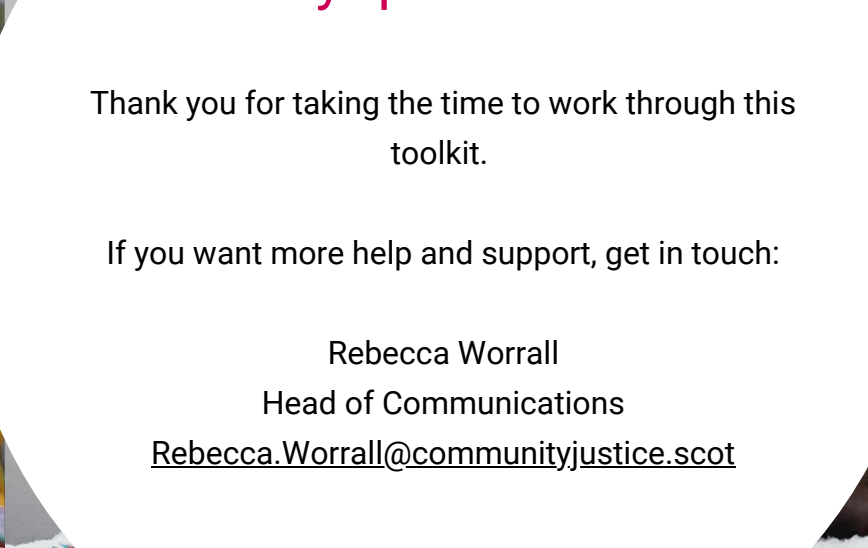 Thank you for taking the time to work through this
toolkit.
If you want more help and support, get in touch:
Rebecca Worrall
Head of Communications
Rebecca.Worrall@communityjustice.scot